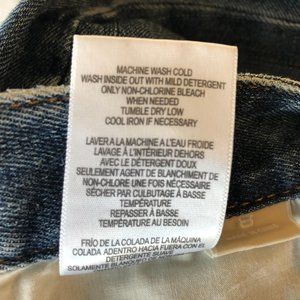 MACHINE WASH COLD
WASH INSIDE OUT WITH MILD DETERGENT
ONLY NON-CHLORINE BLEACH
WHEN NEEDED
TUMBLE DRY LOW
COOL IRON IF NECESSARY
LAVER A LA MACHINE A L'EAU FROIDE
LAVAGE À L'INTÉRIEUR DEHORS
AVEC LE DÉTERGENT DOUX
SEULEMENT AGENT DE BLANCHIMENT DE
NON-CHLORE UNE FOIS NÉCESSAIRE
SÉCHER PAR CULBUTAGE À BASSE
TEMPÉRATURE
REPASSER À BASSE
TEMPÉRATURE AU BESOIN
FRÍO DE LA COLADA DE LA MÁQUINA
COLADA ADENTRO HACIA FUERA CON
DETERGENTE SUAVE
SOLAMENTE BLANQUEO